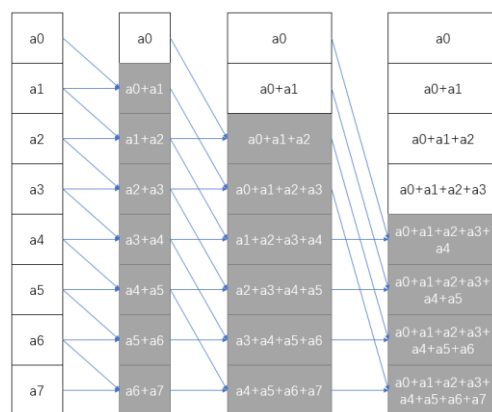 a0 a0 a0 a0
a1 a0+a1 a0+a1 a0+a1
a2 a1+a2 a0+a1+a2 a0+a1+a2
a3 a2+a3 a0+a1+a2+a3 a0+a1+a2+a3
a4 a3+a4 a1+a2+a3+a4 a0+a1+a2+a3+
a4
a5 a4+a5 a2+a3+a4+a5 a0+a1+a2+a3+
a4+a5
a6 a5+a6 a3+a4+a5+a6 a0+a1+a2+a3+
a4+a5+a6
a7 a6+a7 a4+a5+a6+a7 a0+a1+a2+a3+
a4+a5+a6+a7